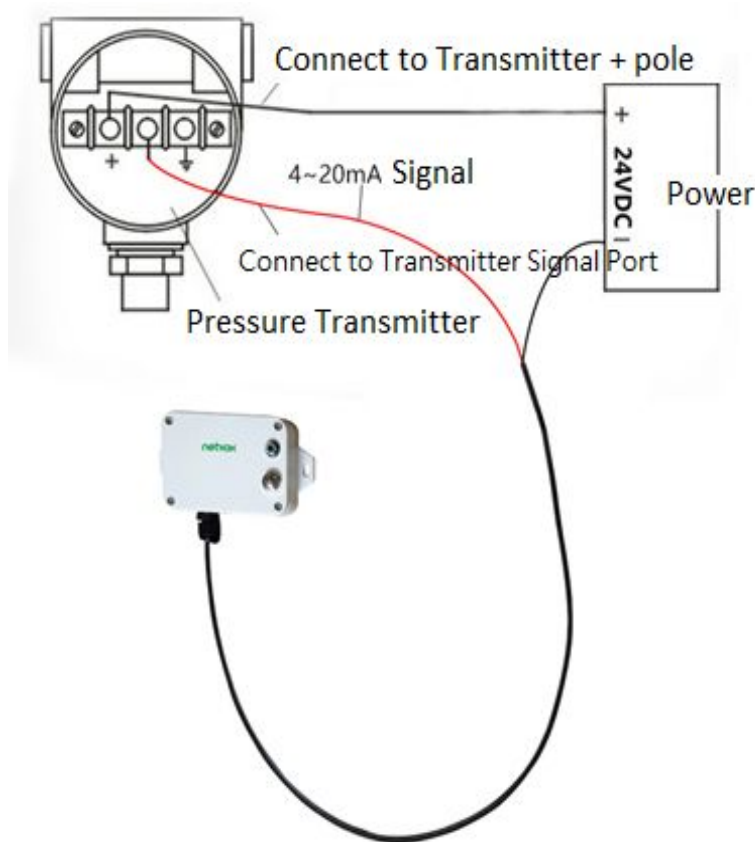 Connect to Transmitter + pole
+
24VDC
Power
+
4~20mA Signal
Connect to Transmitter Signal Port
Pressure Transmitter
netvox